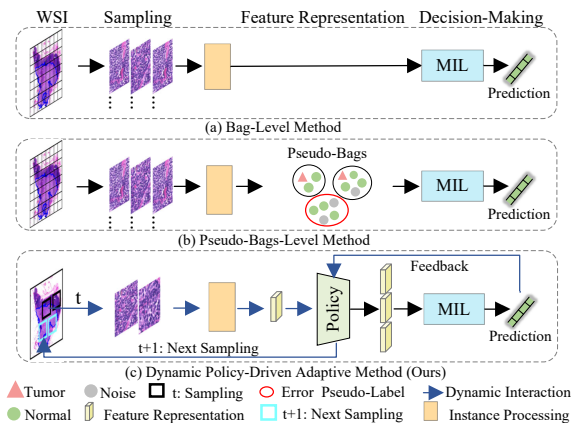 WSI Sampling Feature Representation Decision-Making
MIL
Prediction
(a) Bag-Level Method
Pseudo-Bags
MIL
Prediction
(b) Pseudo-Bags-Level Method
t
Policy
Feedback
MIL
Prediction
t+1: Next Sampling
(c) Dynamic Policy-Driven Adaptive Method (Ours)
Tumor Noise t: Sampling Error Pseudo-Label Dynamic Interaction
Normal Feature Representation t+1: Next Sampling Instance Processing